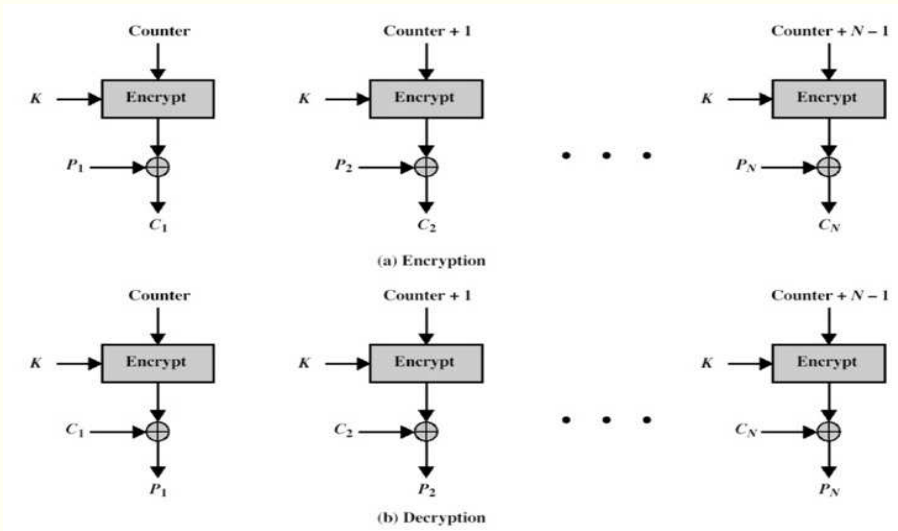 Counter Counter + 1 Counter + N – 1
K Encrypt K Encrypt K Encrypt
P1 P2 • • • PN
C1 C2 CN
(a) Encryption
Counter Counter + 1 Counter + N – 1
K Encrypt K Encrypt K Encrypt
C1 C2 • • • CN
P1 P2 PN
(b) Decryption